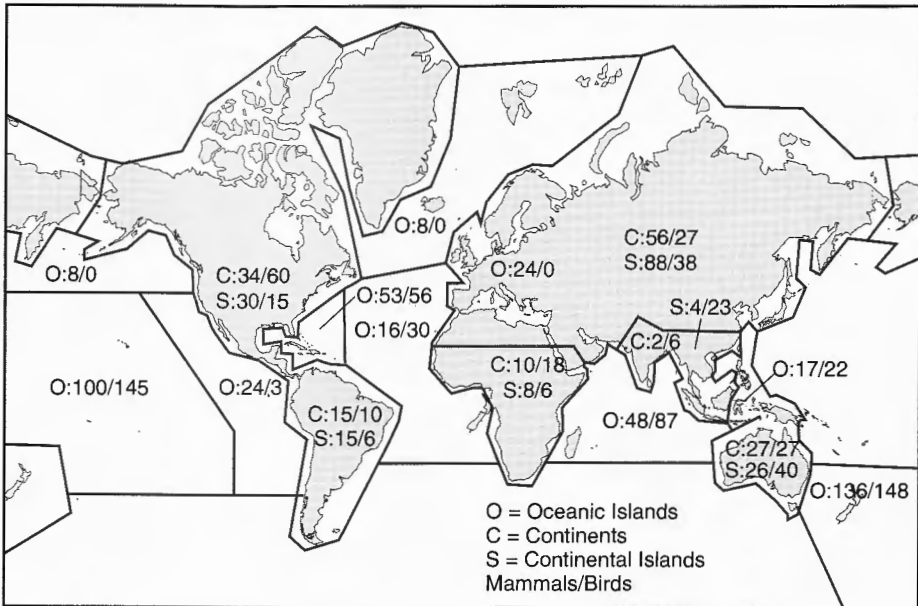 O:8/0
C:56/27
S:88/38
O:24/0
O:8/0
C:34/60
S:30/15
O:53/56
O:16/30
S:4/23
C:2/6
C:10/18
S:8/6
O:17/22
O:100/145
O:24/3
C:15/10
S:15/6
O:48/87
C:27/27
S:26/40
O:136/148
O = Oceanic Islands
C = Continents
S = Continental Islands
Mammals/Birds